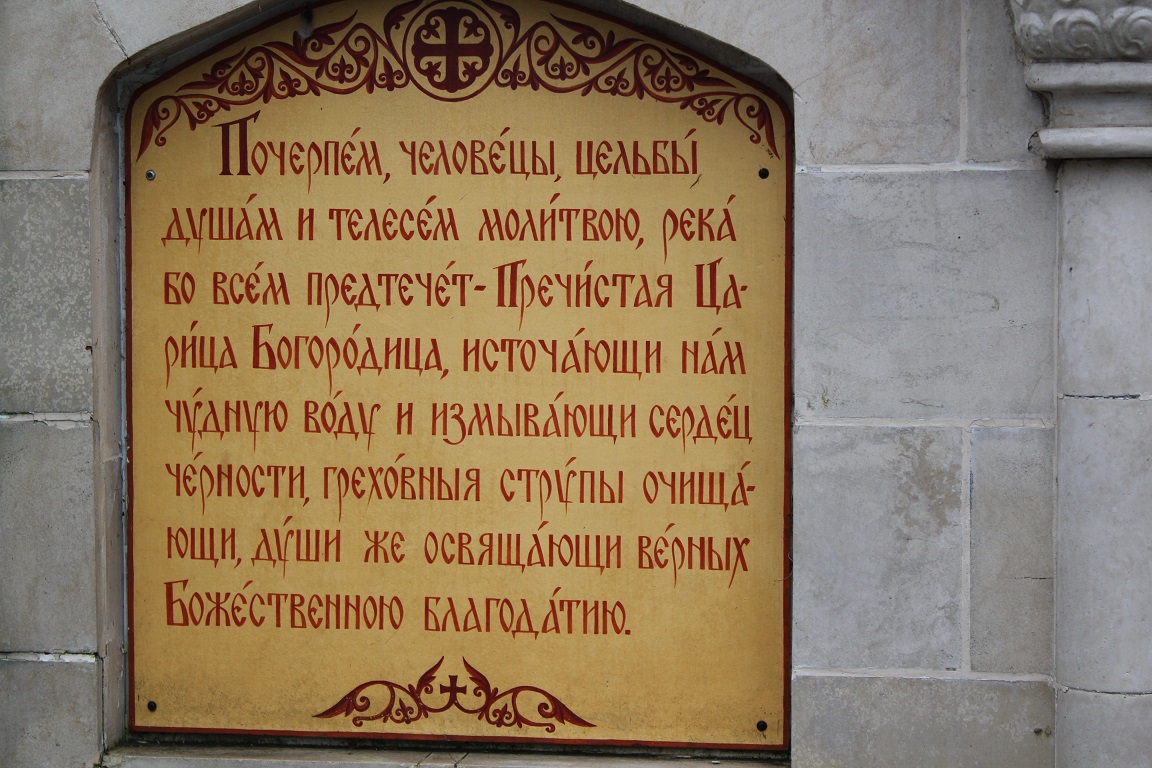 Почерпе́м, челове́цы, цельбы́
душа́м и телесе́м моли́твою, река́
бо все́м предтече́т- Пречи́стая Ца-
ри́ца Богоро́дица, источа́ющи на́м
чу́дную во́ду и измыва́ющи серде́ц
че́рности, грехо́вныя стру́пы очища́-
ющи, ду́ши же освяща́ющи ве́рных
Боже́ственною благода́тию.